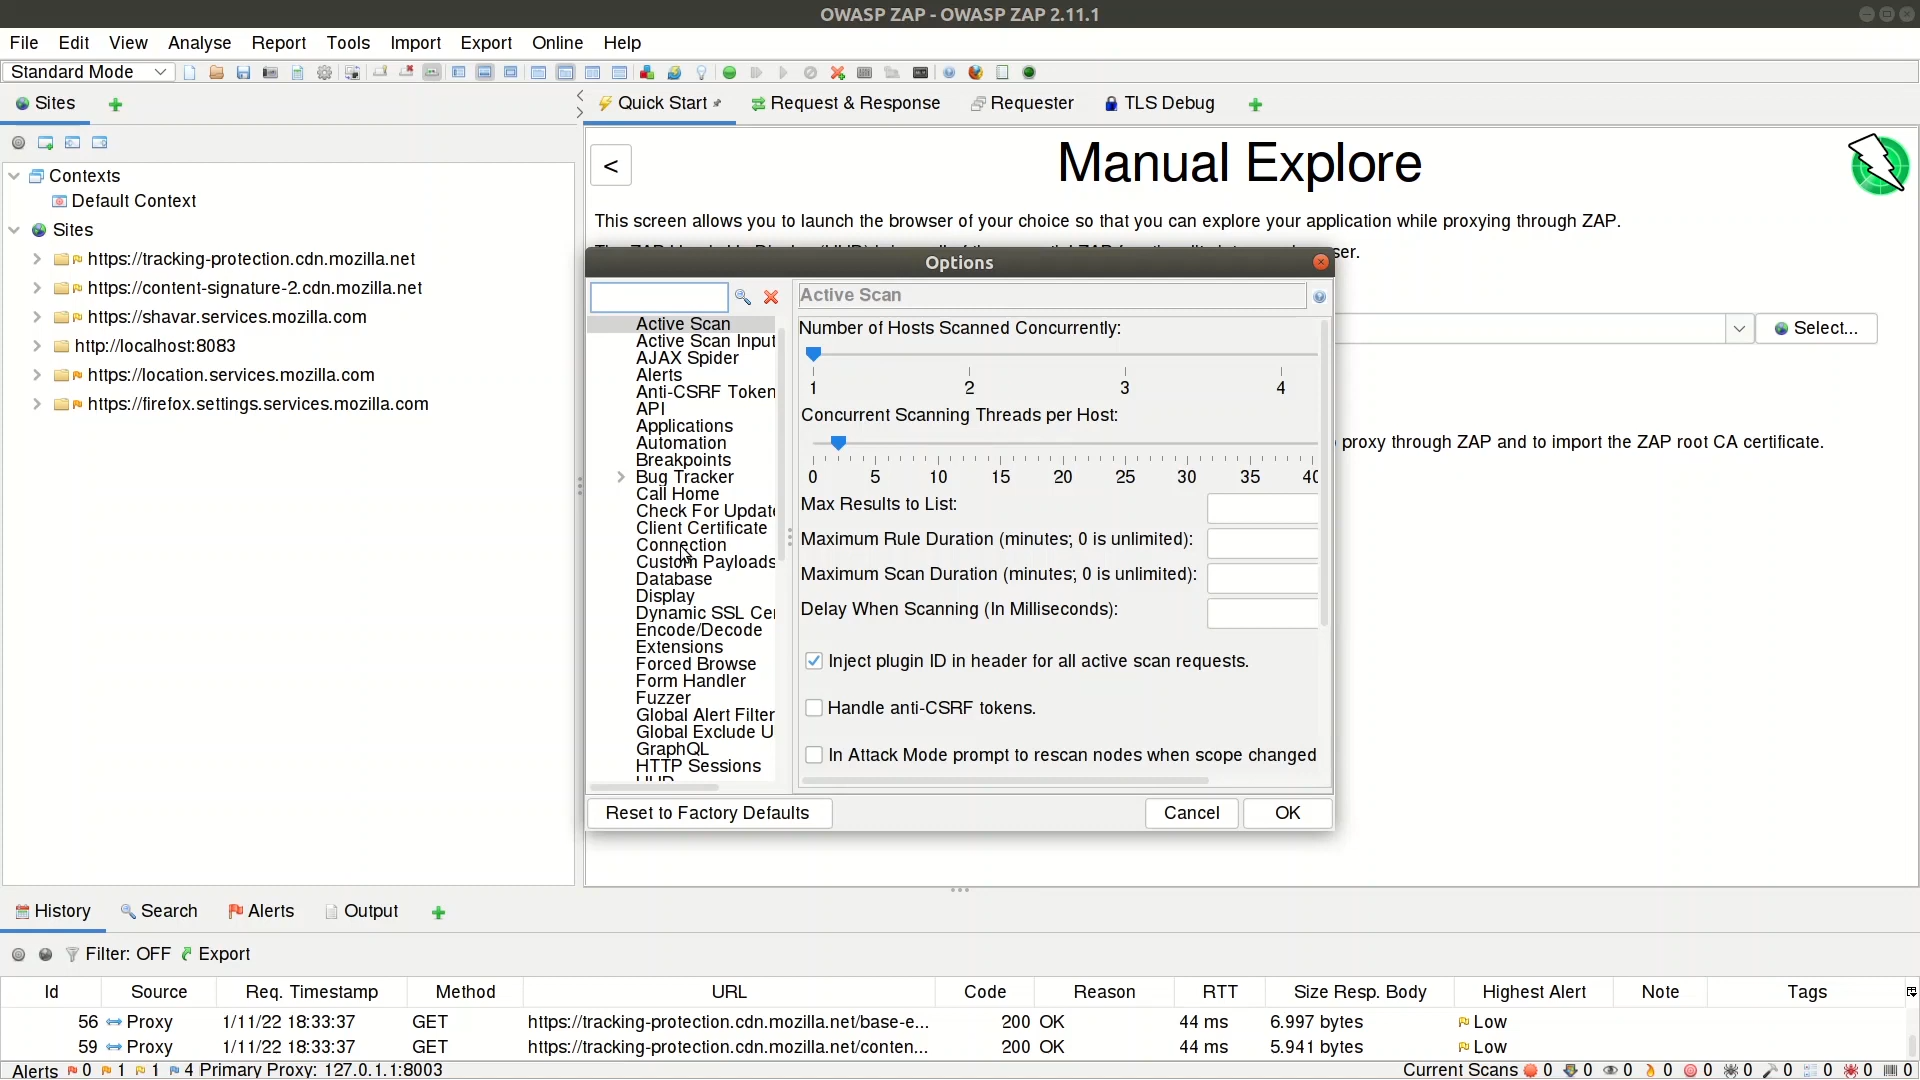 OWASP ZAP - OWASP ZAP 2.11.1
File Edit View Analyse Report Tools Import Export Online Help
Standard Mode
Sites
Quick Start Request & Response Requester TLS Debug
Contexts
Default Context
Sites
https://tracking-protection.cdn.mozilla.net
https://content-signature-2.cdn.mozilla.net
https://shavar.services.mozilla.com
http://localhost:8083
https://location.services.mozilla.com
https://firefox.settings.services.mozilla.com
<
Manual Explore
This screen allows you to launch the browser of your choice so that you can explore your application while proxying through ZAP.
ser.
Select...
proxy through ZAP and to import the ZAP root CA certificate.
Options
Active Scan
Active Scan Input
AJAX Spider
Alerts
Anti-CSRF Token
API
Applications
Automation
Breakpoints
Bug Tracker
Call Home
Check For Update
Client Certificate
Connection
Custom Payloads
Database
Display
Dynamic SSL Cer
Encode/Decode
Extensions
Forced Browse
Form Handler
Fuzzer
Global Alert Filter
Global Exclude U
GraphQL
HTTP Sessions
Active Scan
Number of Hosts Scanned Concurrently:
1 2 3 4
Concurrent Scanning Threads per Host:
0 5 10 15 20 25 30 35 40
Max Results to List:
Maximum Rule Duration (minutes; 0 is unlimited):
Maximum Scan Duration (minutes; 0 is unlimited):
Delay When Scanning (In Milliseconds):
Inject plugin ID in header for all active scan requests.
Handle anti-CSRF tokens.
In Attack Mode prompt to rescan nodes when scope changed
Reset to Factory Defaults Cancel OK
History Search Alerts Output
Filter: OFF Export
Id Source Req. Timestamp Method URL Code Reason RTT Size Resp. Body Highest Alert Note Tags
56 Proxy 1/11/22 18:33:37 GET https://tracking-protection.cdn.mozilla.net/base-e... 200 OK 44 ms 6.997 bytes Low
59 Proxy 1/11/22 18:33:37 GET https://tracking-protection.cdn.mozilla.net/conten... 200 OK 44 ms 5.941 bytes Low
Alerts 0 1 1 4 Primary Proxy: 127.0.1.1:8003 Current Scans 0 0 0 0 0 0 0 0 0 0